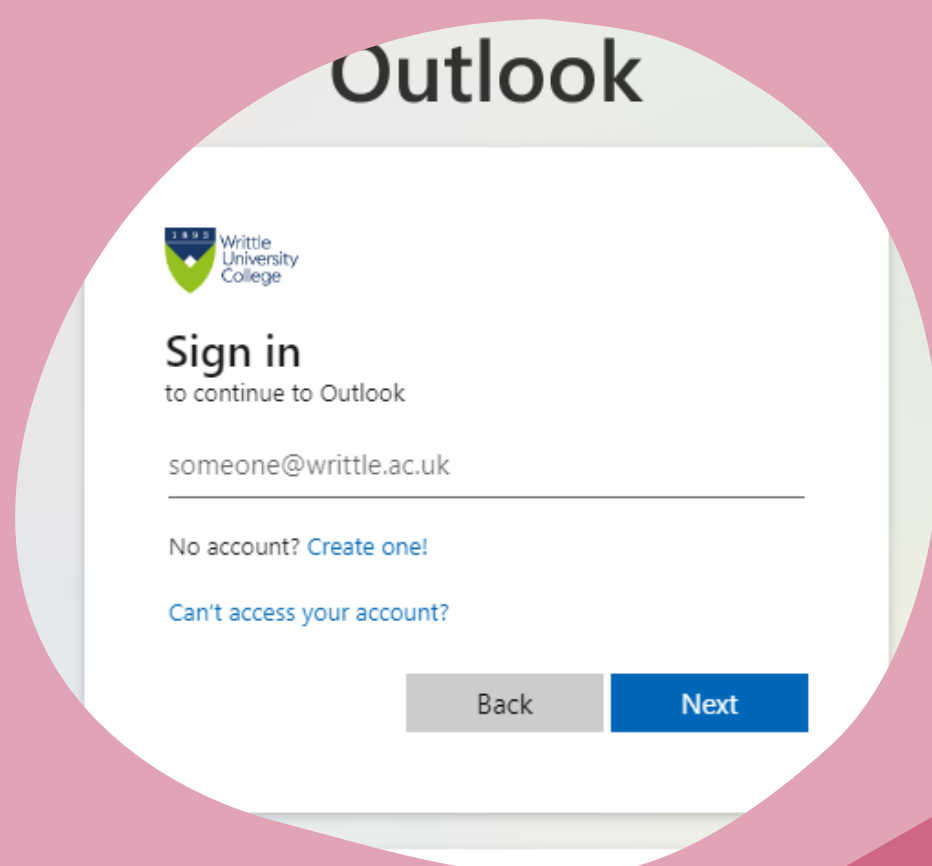 Outlook
1893
Writtle
University
College
Sign in
to continue to Outlook
someone@writtle.ac.uk
No account? Create one!
Can't access your account?
Back
Next